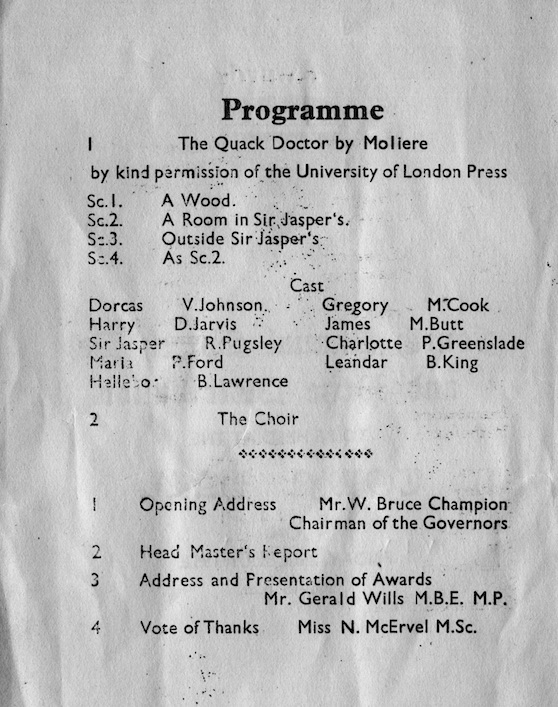 Programme
1 The Quack Doctor by Moliere
by kind permission of the University of London Press
Sc.1. A Wood.
Sc.2. A Room in Sir Jasper's.
Sc.3. Outside Sir Jasper's
Sc.4. As Sc.2.
Cast
Dorcas V.Johnson. Gregory M.Cook
Harry D.Jarvis James M.Butt
Sir Jasper R.Pugsley Charlotte P.Greenslade
Maria P.Ford Leandar B.King
Hellebor B.Lawrence
2 The Choir
1 Opening Address Mr.W. Bruce Champion
Chairman of the Governors
2 Head Master's Report
3 Address and Presentation of Awards
Mr. Gerald Wills M.B.E. M.P.
4 Vote of Thanks Miss N. McErvel M.Sc.